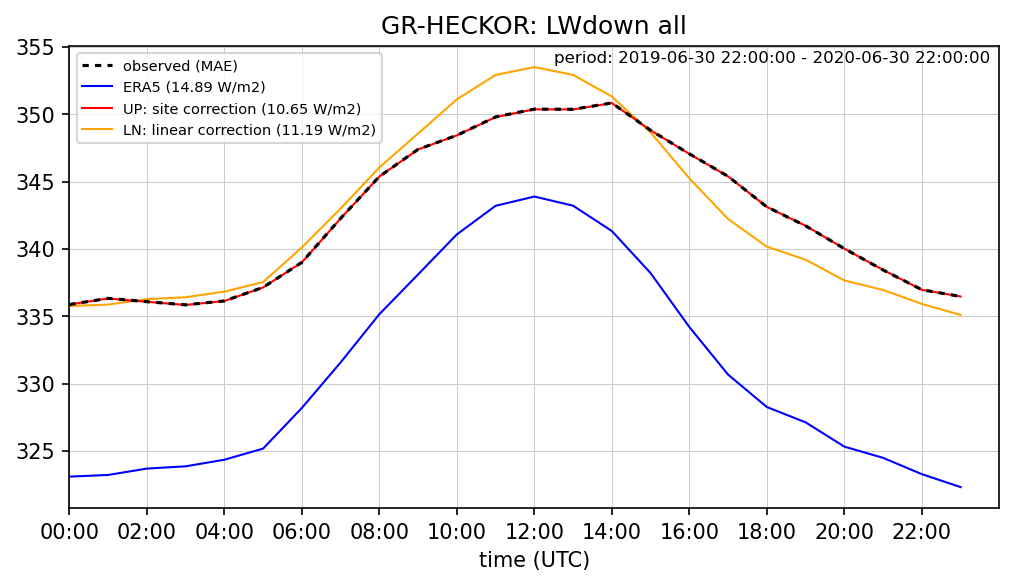 GR-HECKOR: LWdown all
period: 2019-06-30 22:00:00 - 2020-06-30 22:00:00
observed (MAE)
ERA5 (14.89 W/m2)
UP: site correction (10.65 W/m2)
LN: linear correction (11.19 W/m2)
355
350
345
340
335
330
325
00:00 02:00 04:00 06:00 08:00 10:00 12:00 14:00 16:00 18:00 20:00 22:00
time (UTC)